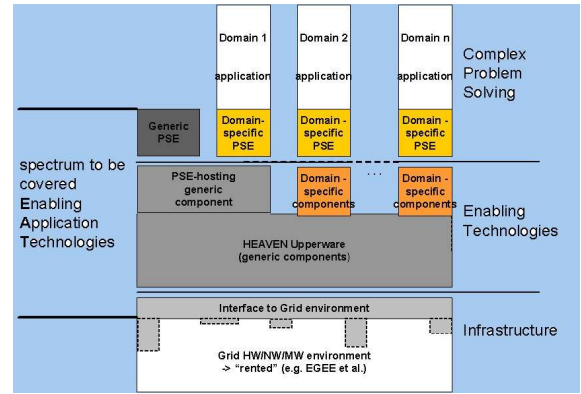 Domain 1
application
Domain 2
application
Domain n
application
Complex
Problem
Solving
Generic
PSE
Domain-
specific
PSE
Domain -
specific
PSE
Domain -
specific
PSE
spectrum to be
covered
Enabling
Application
Technologies
PSE-hosting
generic
component
Domain -
specific
components
...
Domain -
specific
components
Enabling
Technologies
HEAVEN Upperware
(generic components)
Interface to Grid environment
Infrastructure
Grid HW/NW/MW environment
-> "rented" (e.g. EGEE et al.)